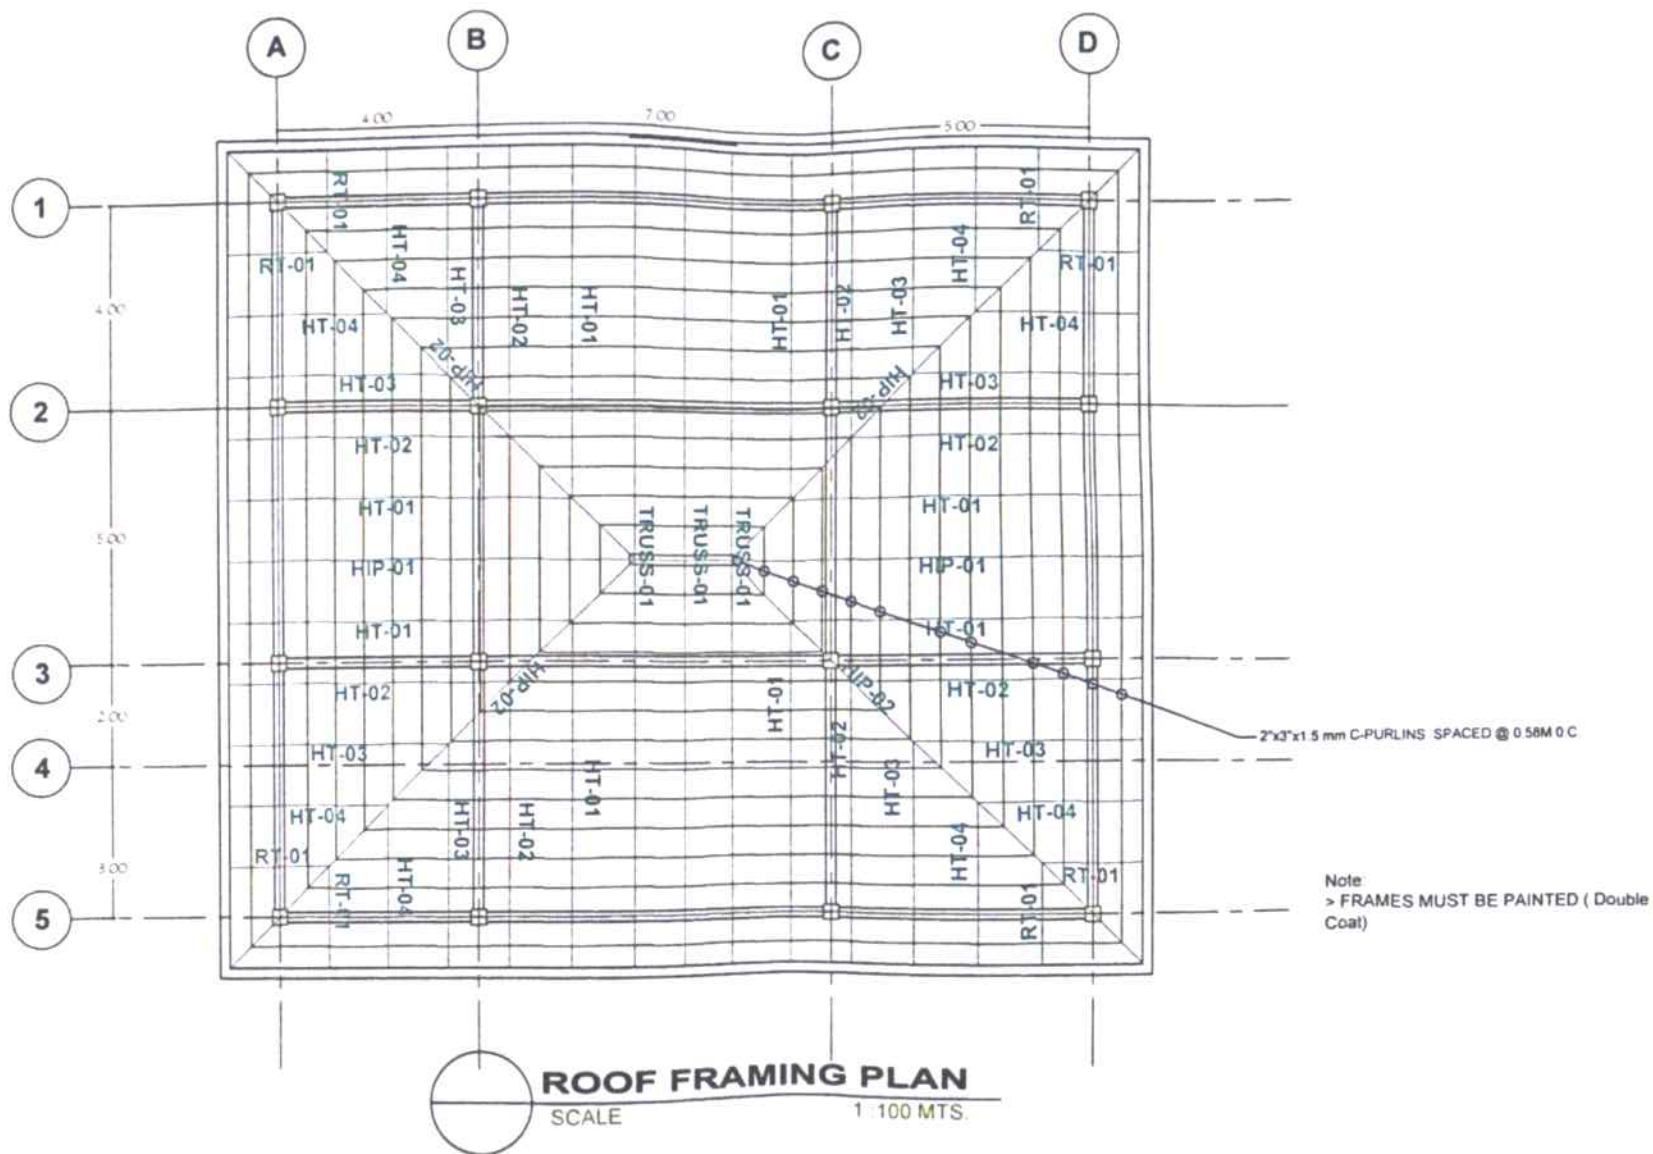 A
B
C
D
4.00
7.00
5.00
1
RT-01
RT-01
RT-01
RT-01
HT-04
HT-04
HT-03
HT-02
HT-01
HT-01
HT-02
HT-03
4.00
HT-04
HT-04
HIP-02
HIP-02
HT-03
HT-03
2
HT-02
HT-02
HT-01
HT-01
TRUSS-01
TRUSS-01
TRUSS-01
5.00
HIP-01
HIP-01
HT-01
HT-01
3
HIP-02
HIP-02
HT-02
HT-02
HT-01
2.00
2"x3"x1.5 mm C-PURLINS SPACED @ 0.58M 0 C
HT-02
HT-03
HT-03
4
HT-01
HT-03
HT-04
HT-04
HT-03
HT-02
HT-04
RT-01
RT-01
3.00
HT-04
RT-01
RT-01
5
Note:
> FRAMES MUST BE PAINTED ( Double
Coat)
ROOF FRAMING PLAN
SCALE 1:100 MTS.